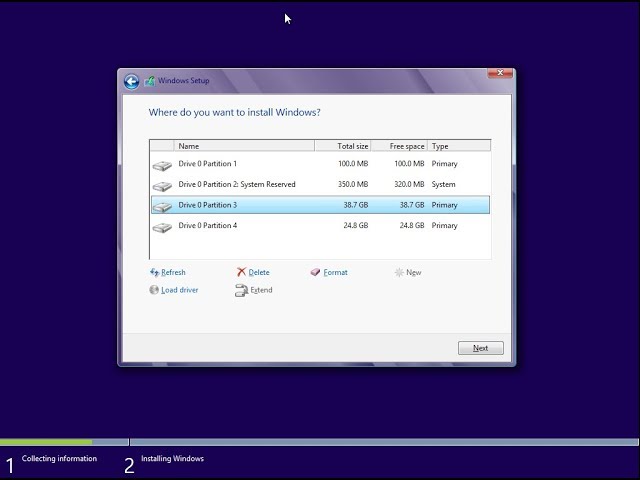 Windows Setup
Where do you want to install Windows?
Name Total size Free space Type
Drive 0 Partition 1 100.0 MB 100.0 MB Primary
Drive 0 Partition 2: System Reserved 350.0 MB 320.0 MB System
Drive 0 Partition 3 38.7 GB 38.7 GB Primary
Drive 0 Partition 4 24.8 GB 24.8 GB Primary
Refresh Delete Format New
Load driver Extend
Next
1 Collecting information 2 Installing Windows